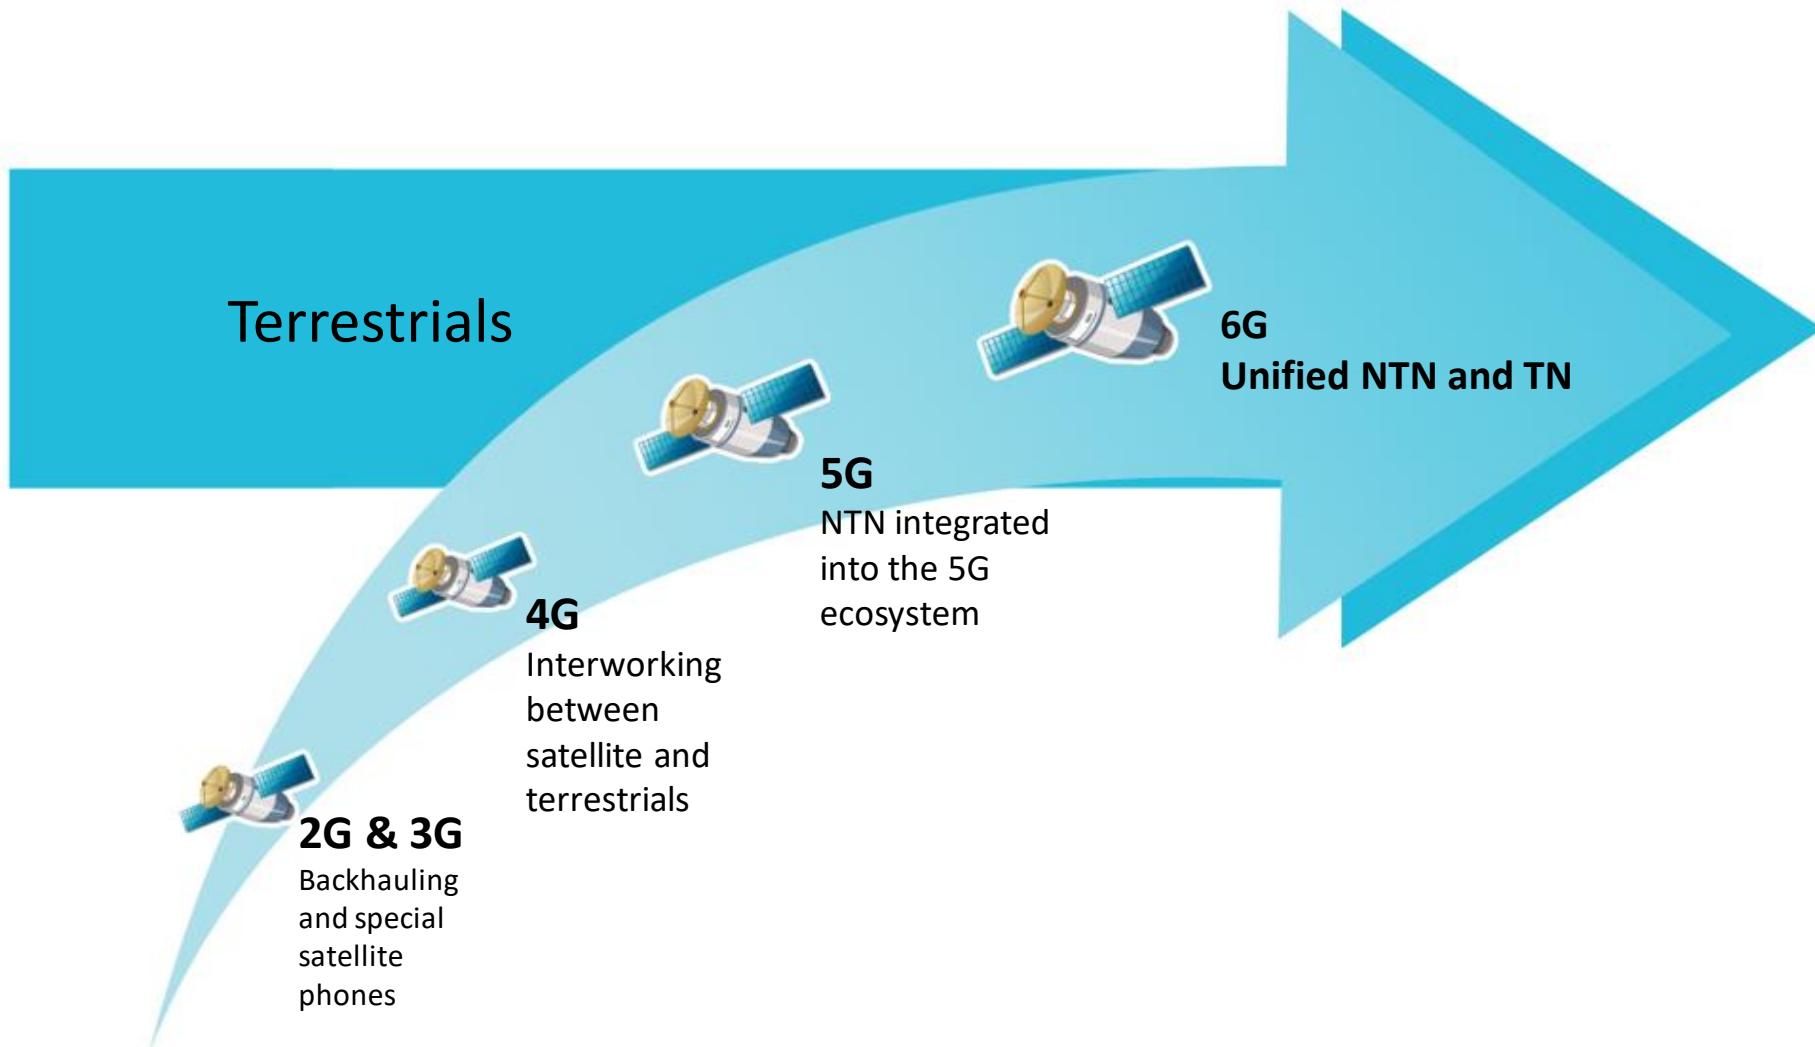 Terrestrials
6G
Unified NTN and TN
5G
NTN integrated
into the 5G
ecosystem
4G
Interworking
between
satellite and
terrestrials
2G & 3G
Backhauling
and special
satellite
phones